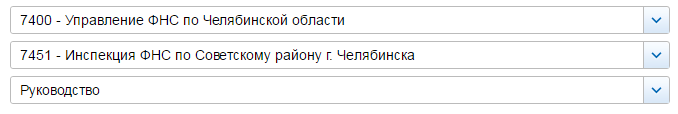 7400 - Управление ФНС по Челябинской области
7451 - Инспекция ФНС по Советскому району г. Челябинска
Руководство